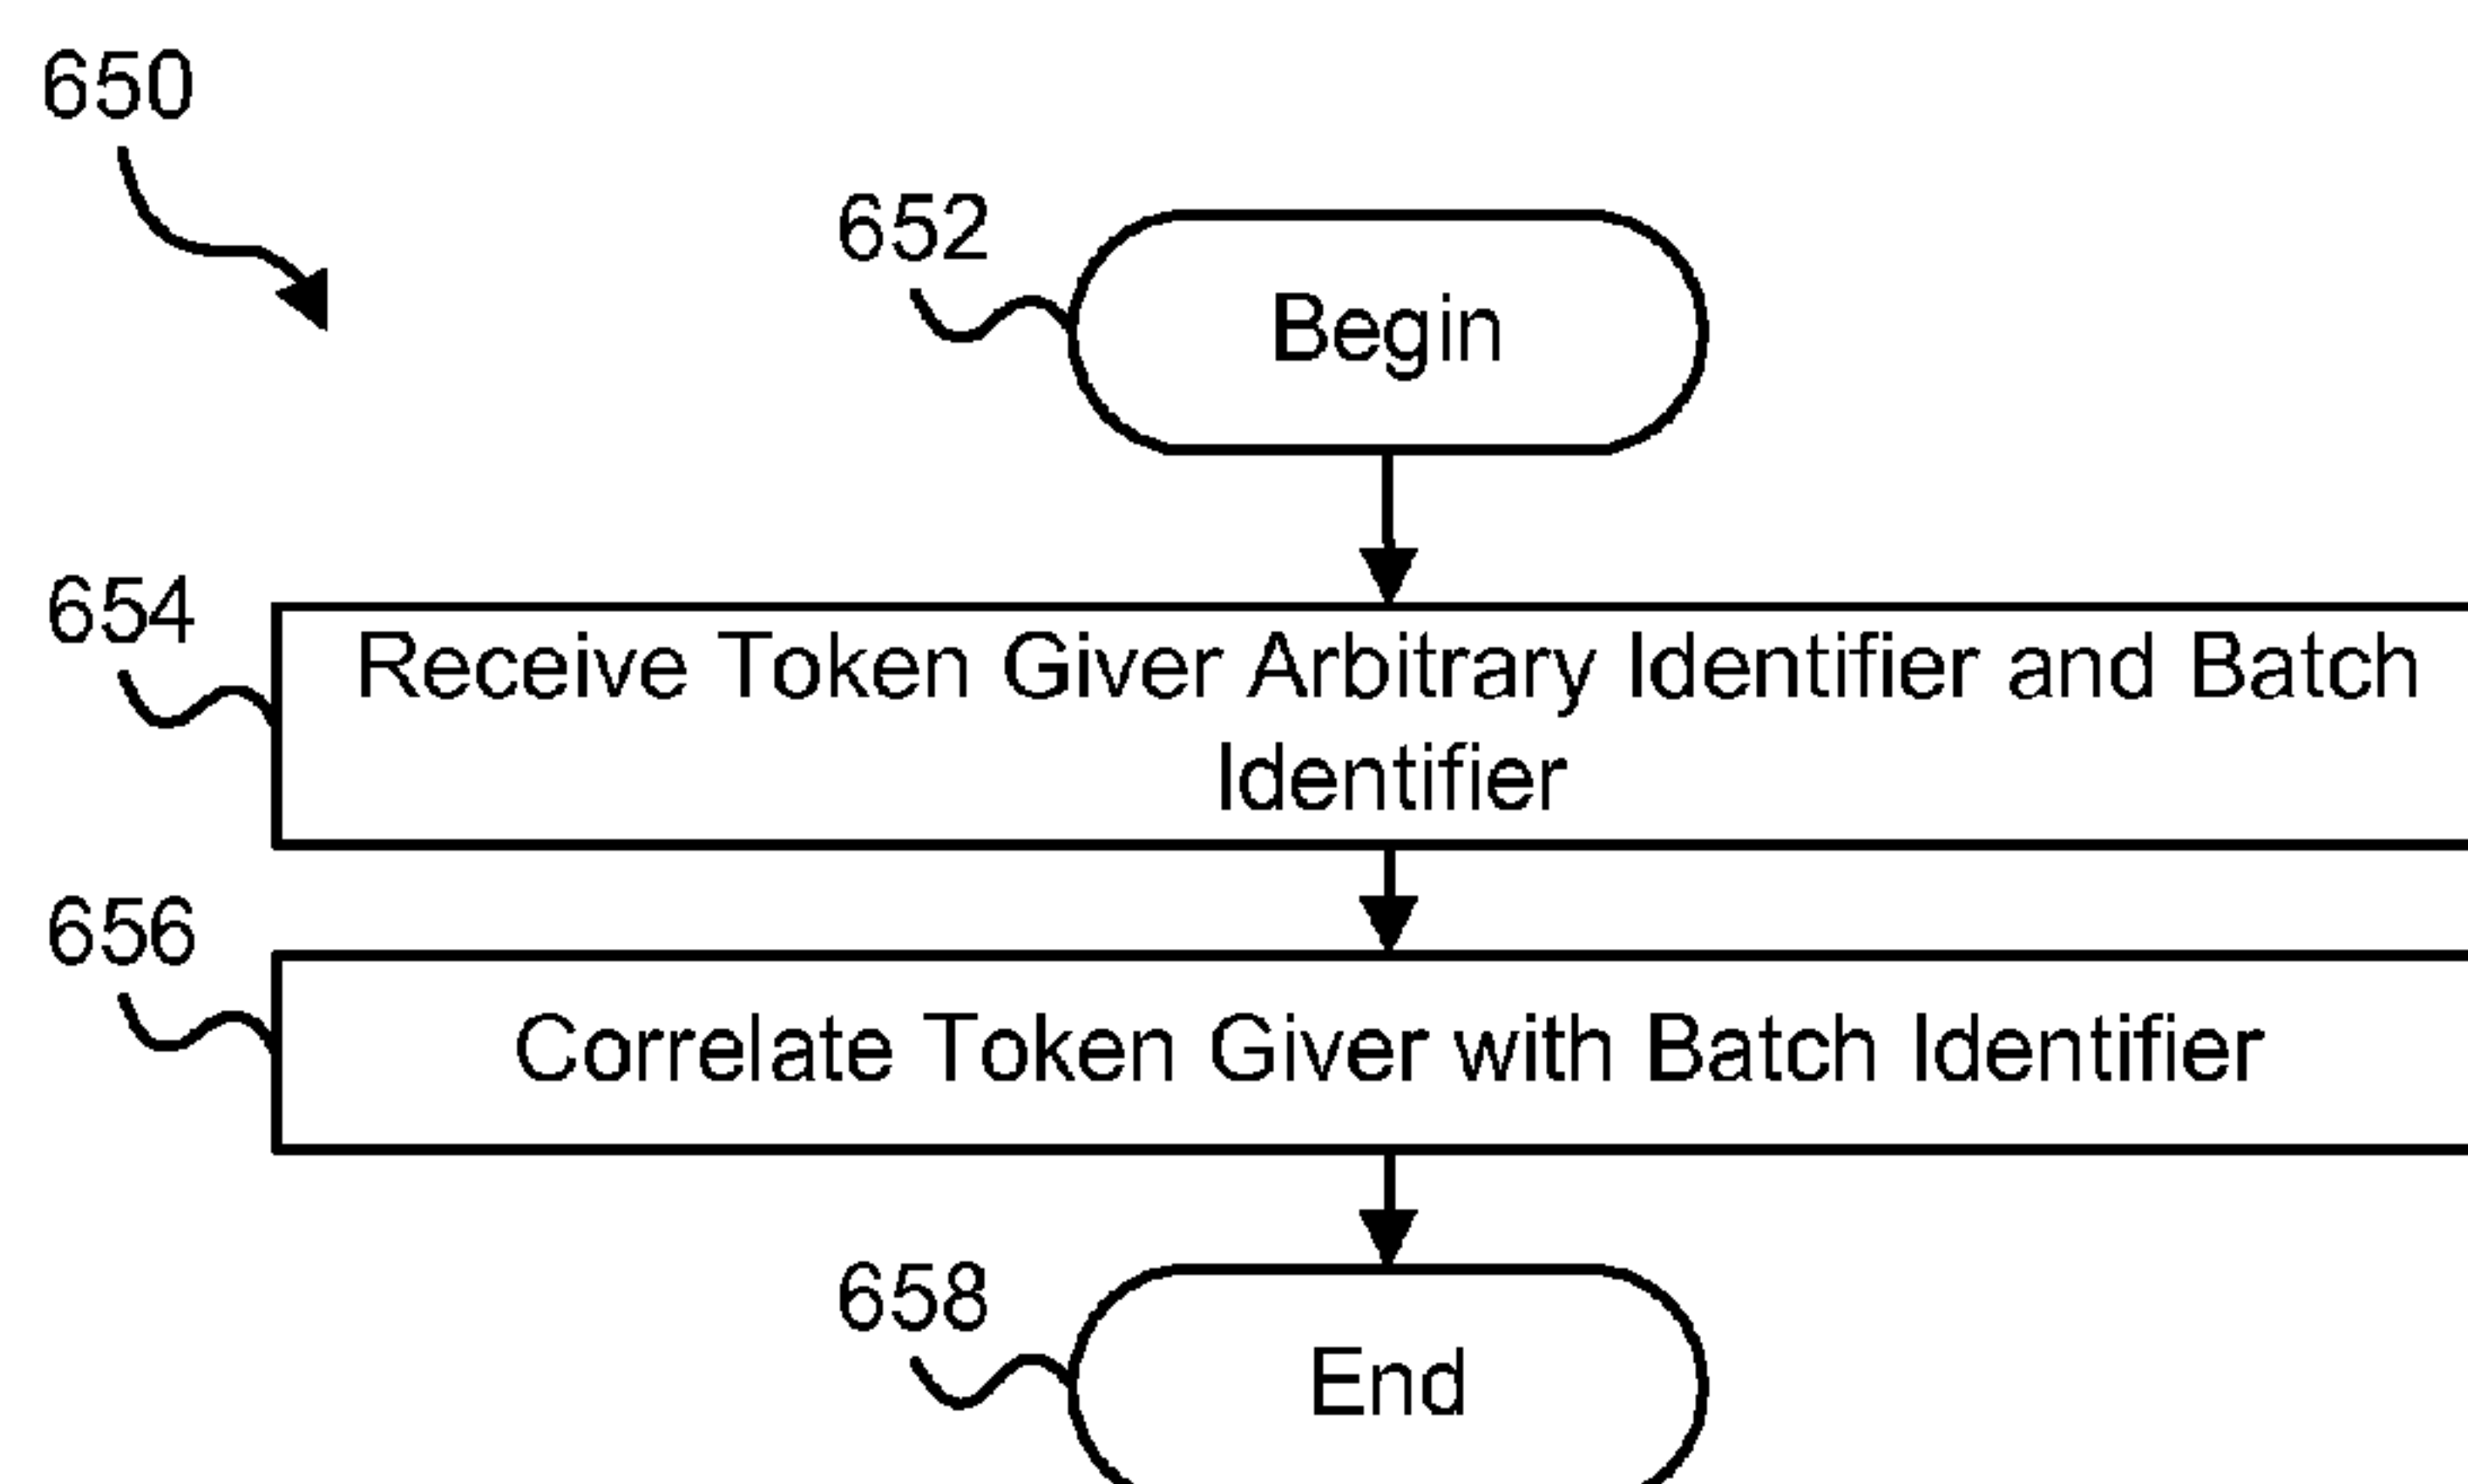 650
652
Begin
654
Receive Token Giver Arbitrary Identifier and Batch
Identifier
656
Correlate Token Giver with Batch Identifier
658
End